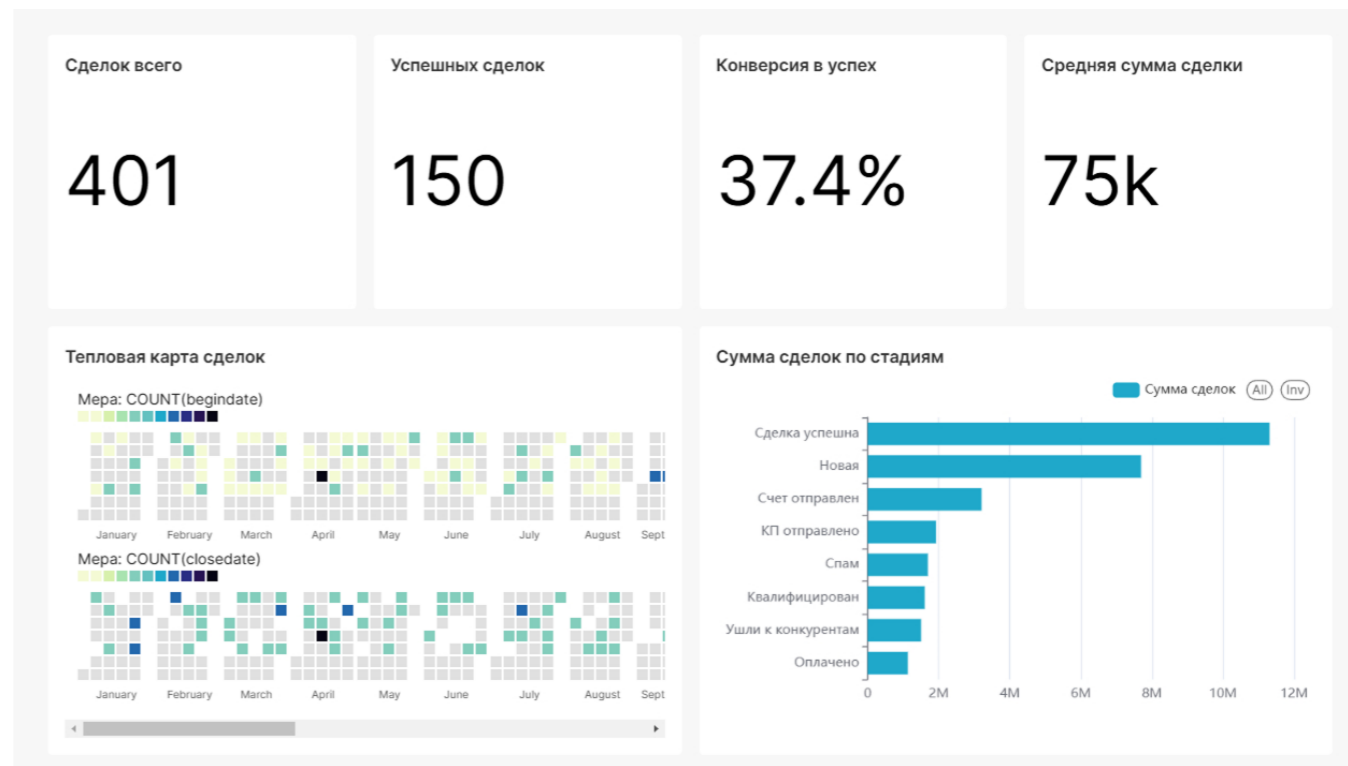 Сделок всего
401
Успешных сделок
150
Конверсия в успех
37.4%
Средняя сумма сделки
75k
Тепловая карта сделок
Мера: COUNT(begindate)
January February March April May June July August Sept
Мера: COUNT(closedate)
January February March April May June July August Sept
Сумма сделок по стадиям
Сумма сделок All Inv
Сделка успешна
Новая
Счет отправлен
КП отправлено
Спам
Квалифицирован
Ушли к конкурентам
Оплачено
0 2M 4M 6M 8M 10M 12M